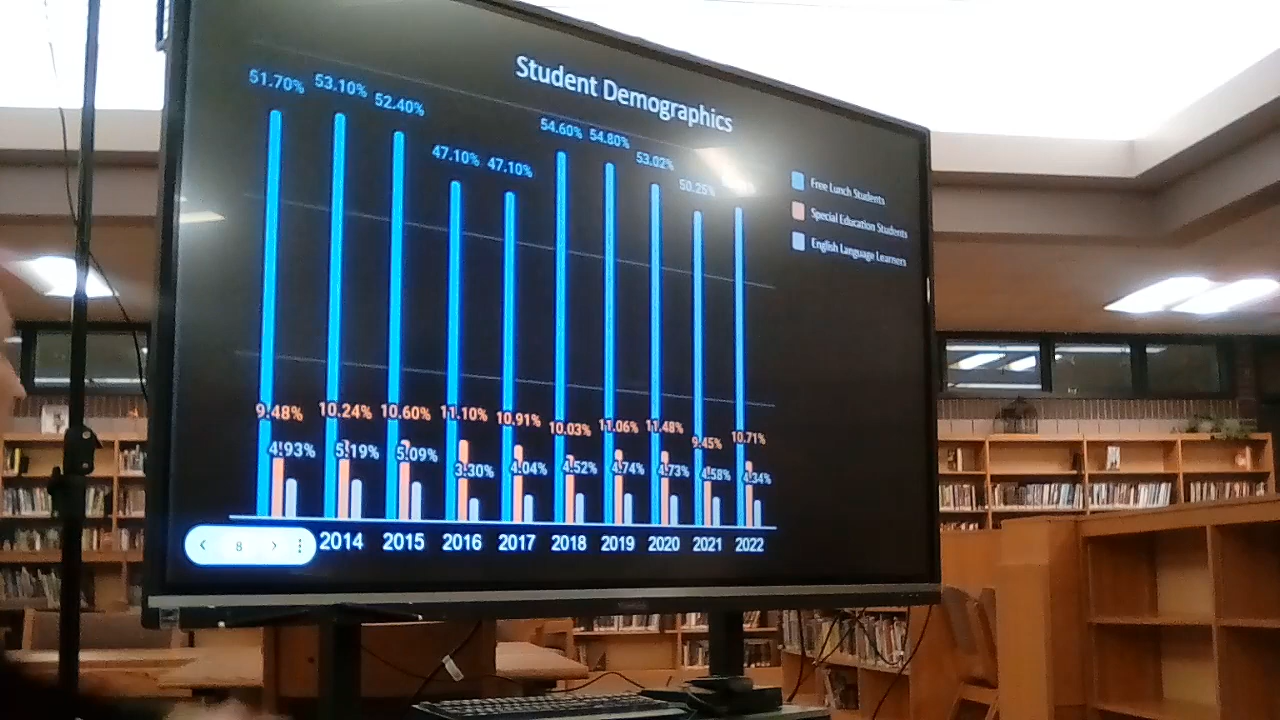 Student Demographics
51.70% 53.10% 52.40% 47.10% 47.10% 54.60% 54.80% 53.02% 50.25%
Free Lunch Students
Special Education Students
English Language Learners
9.48% 10.24% 10.60% 11.10% 10.91% 10.03% 11.06% 11.48% 9.45% 10.71%
4.93% 5.19% 5.09% 3.30% 4.04% 4.52% 4.74% 4.73% 4.58% 4.34%
8
2014 2015 2016 2017 2018 2019 2020 2021 2022